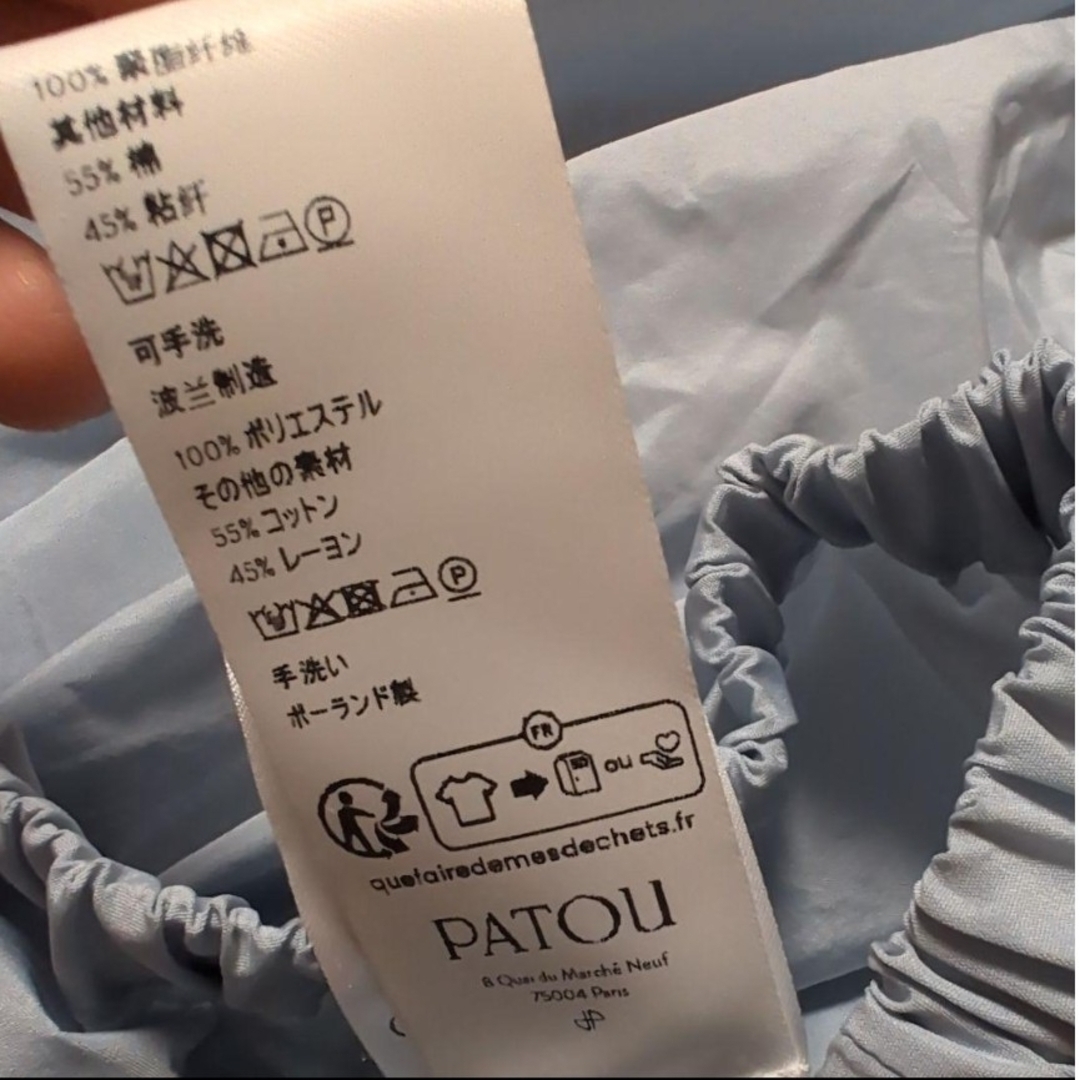 100% 聚酯纤维
其他材料
55% 棉
45% 粘纤
P
可手洗
波兰制造
100% ポリエステル
その他の素材
55% コットン
45% レーヨン
P
手洗い
ポーランド製
FR
ou
quefairedemesdechets.fr
PATOU
8 Quai du Marché Neuf
75004 Paris
JP